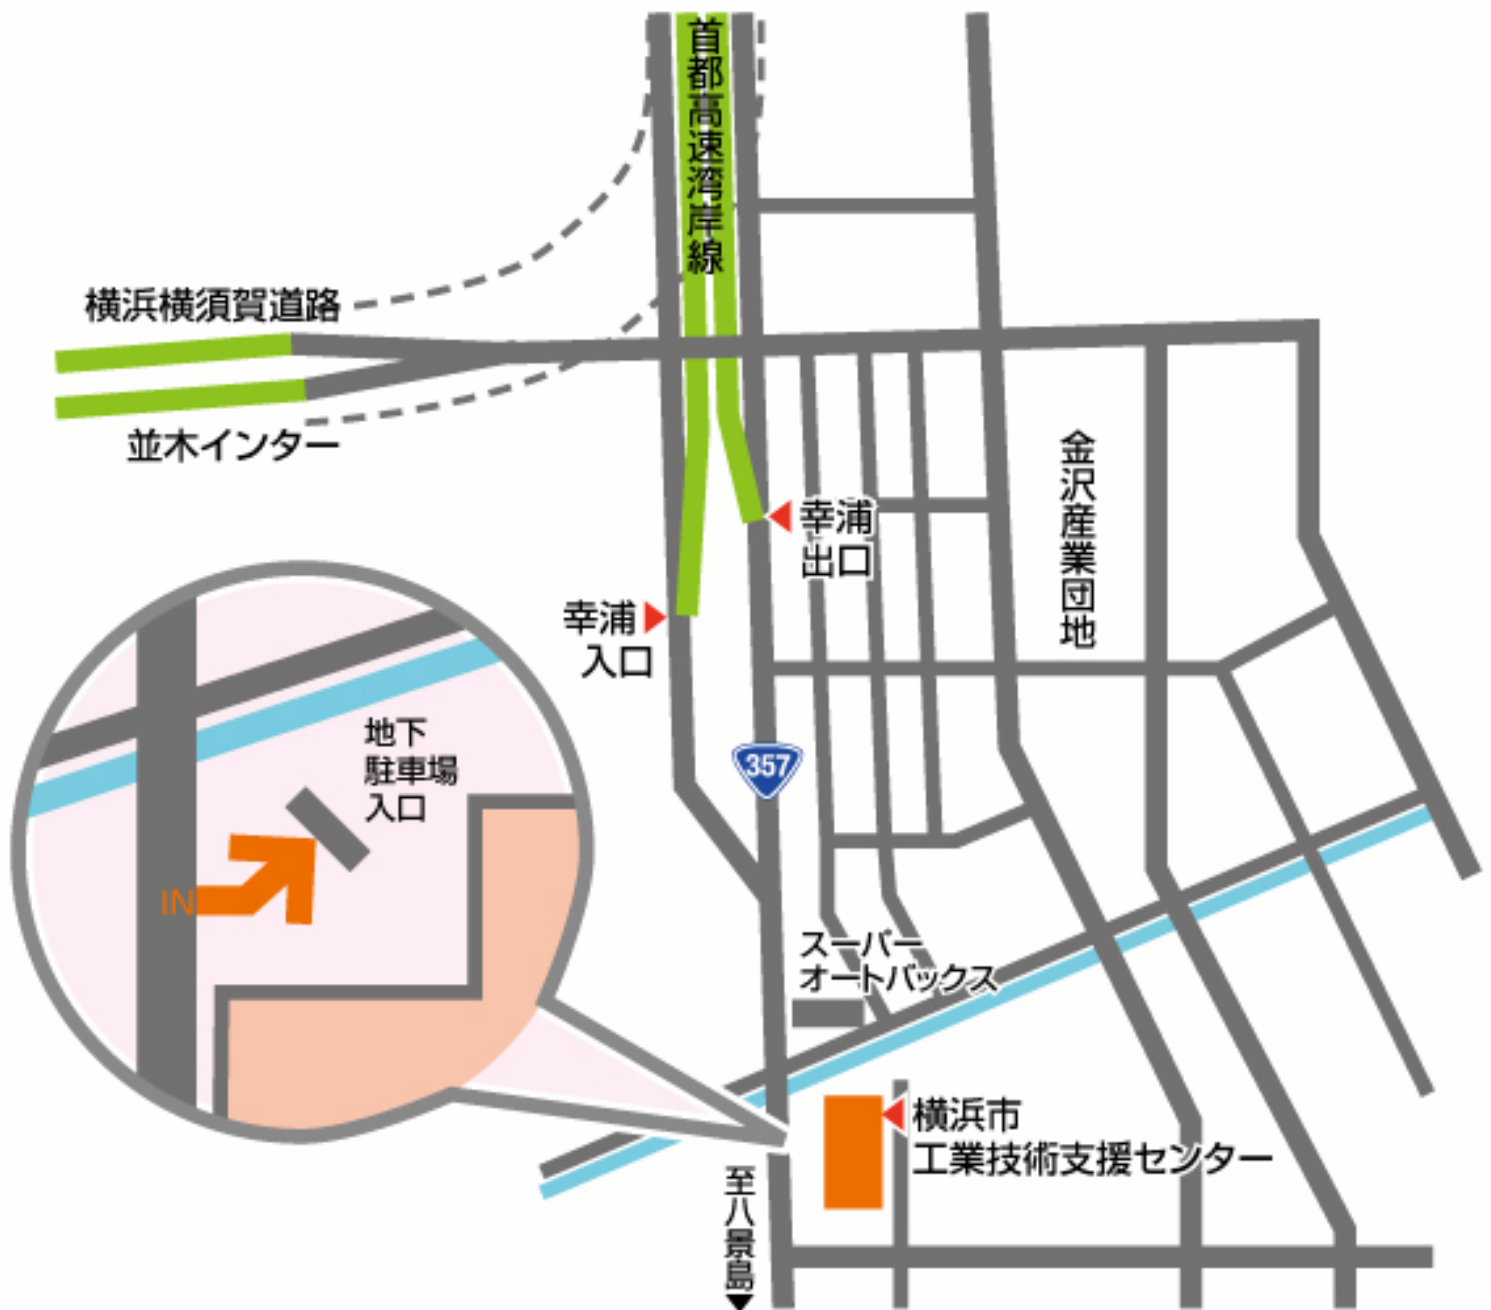 首都高速湾岸線
横浜横須賀道路
並木インター
金沢産業団地
幸浦
出口
幸浦
入口
357
地下
駐車場
入口
IN
スーパー
オートバックス
横浜市
工業技術支援センター
至八景島